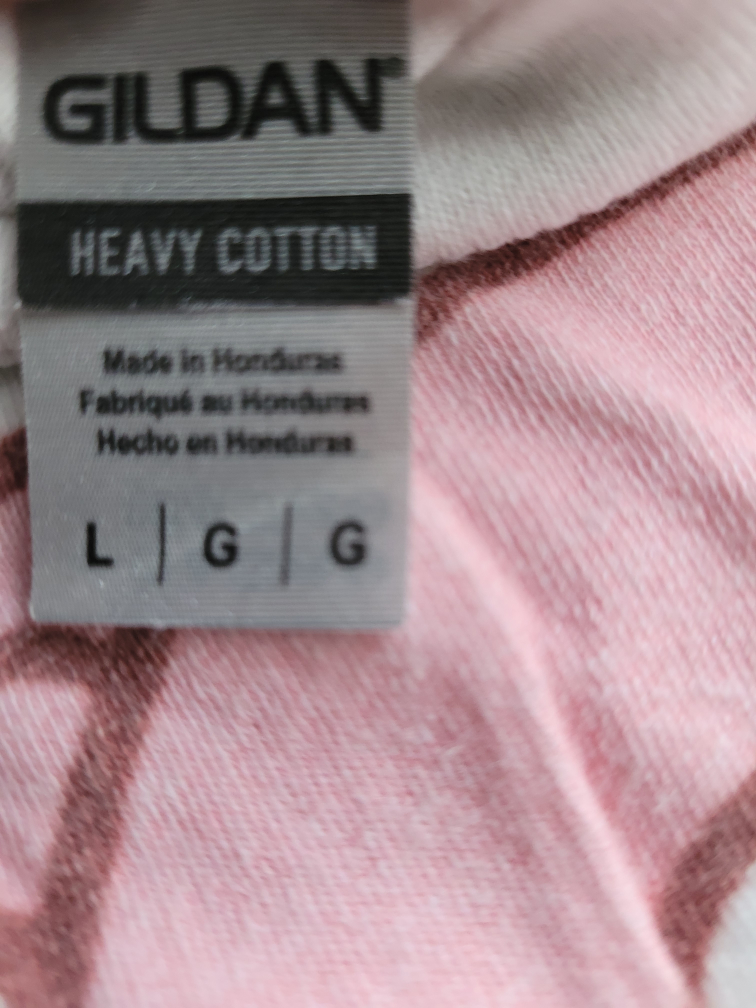 GILDAN®
HEAVY COTTON
Made in Honduras
Fabriqué au Honduras
Hecho en Honduras
L | G | G